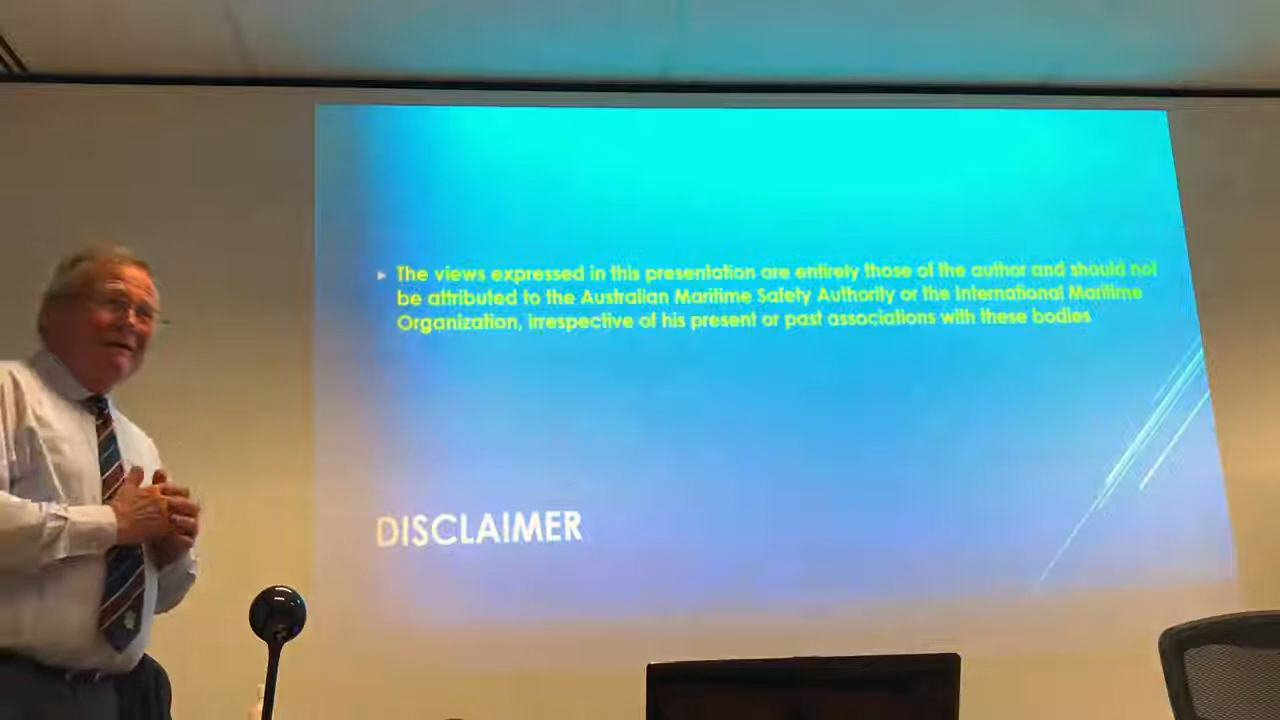 The views expressed in this presentation are entirely those of the author and should not
be attributed to the Australian Maritime Safety Authority or the International Maritime
Organization, irrespective of his present or past associations with these bodies
DISCLAIMER